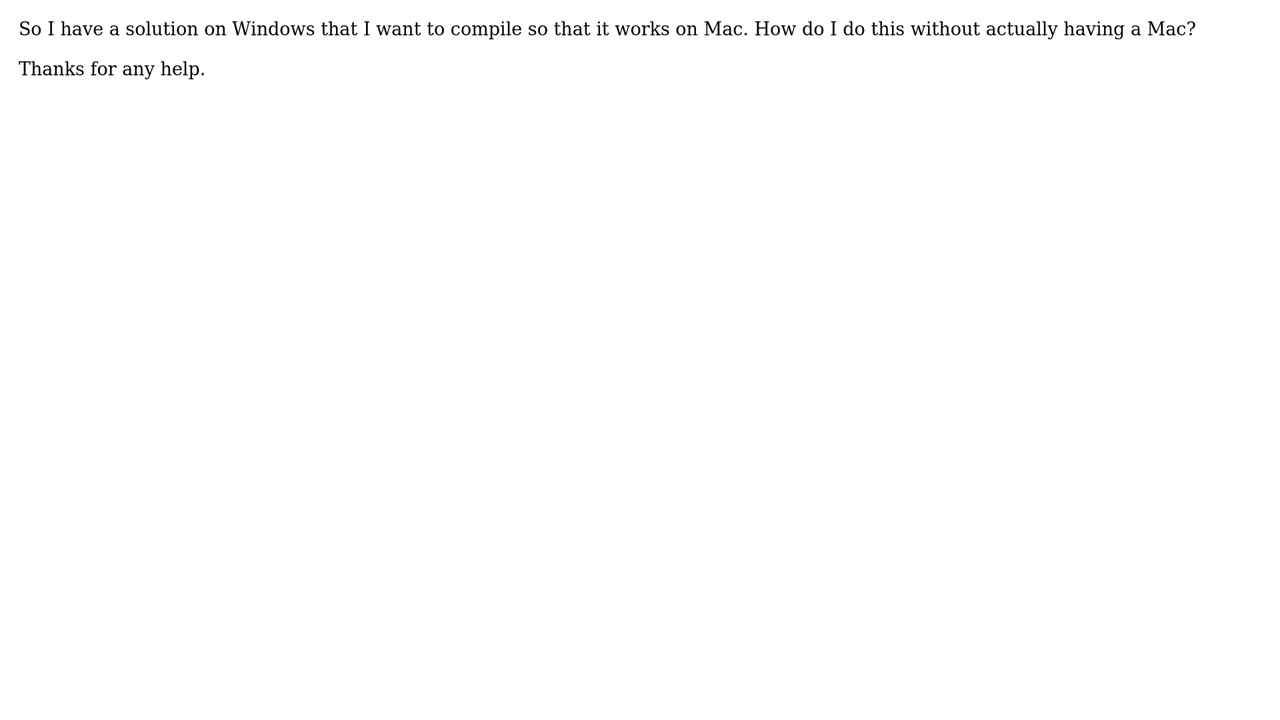 So I have a solution on Windows that I want to compile so that it works on Mac. How do I do this without actually having a Mac?
Thanks for any help.